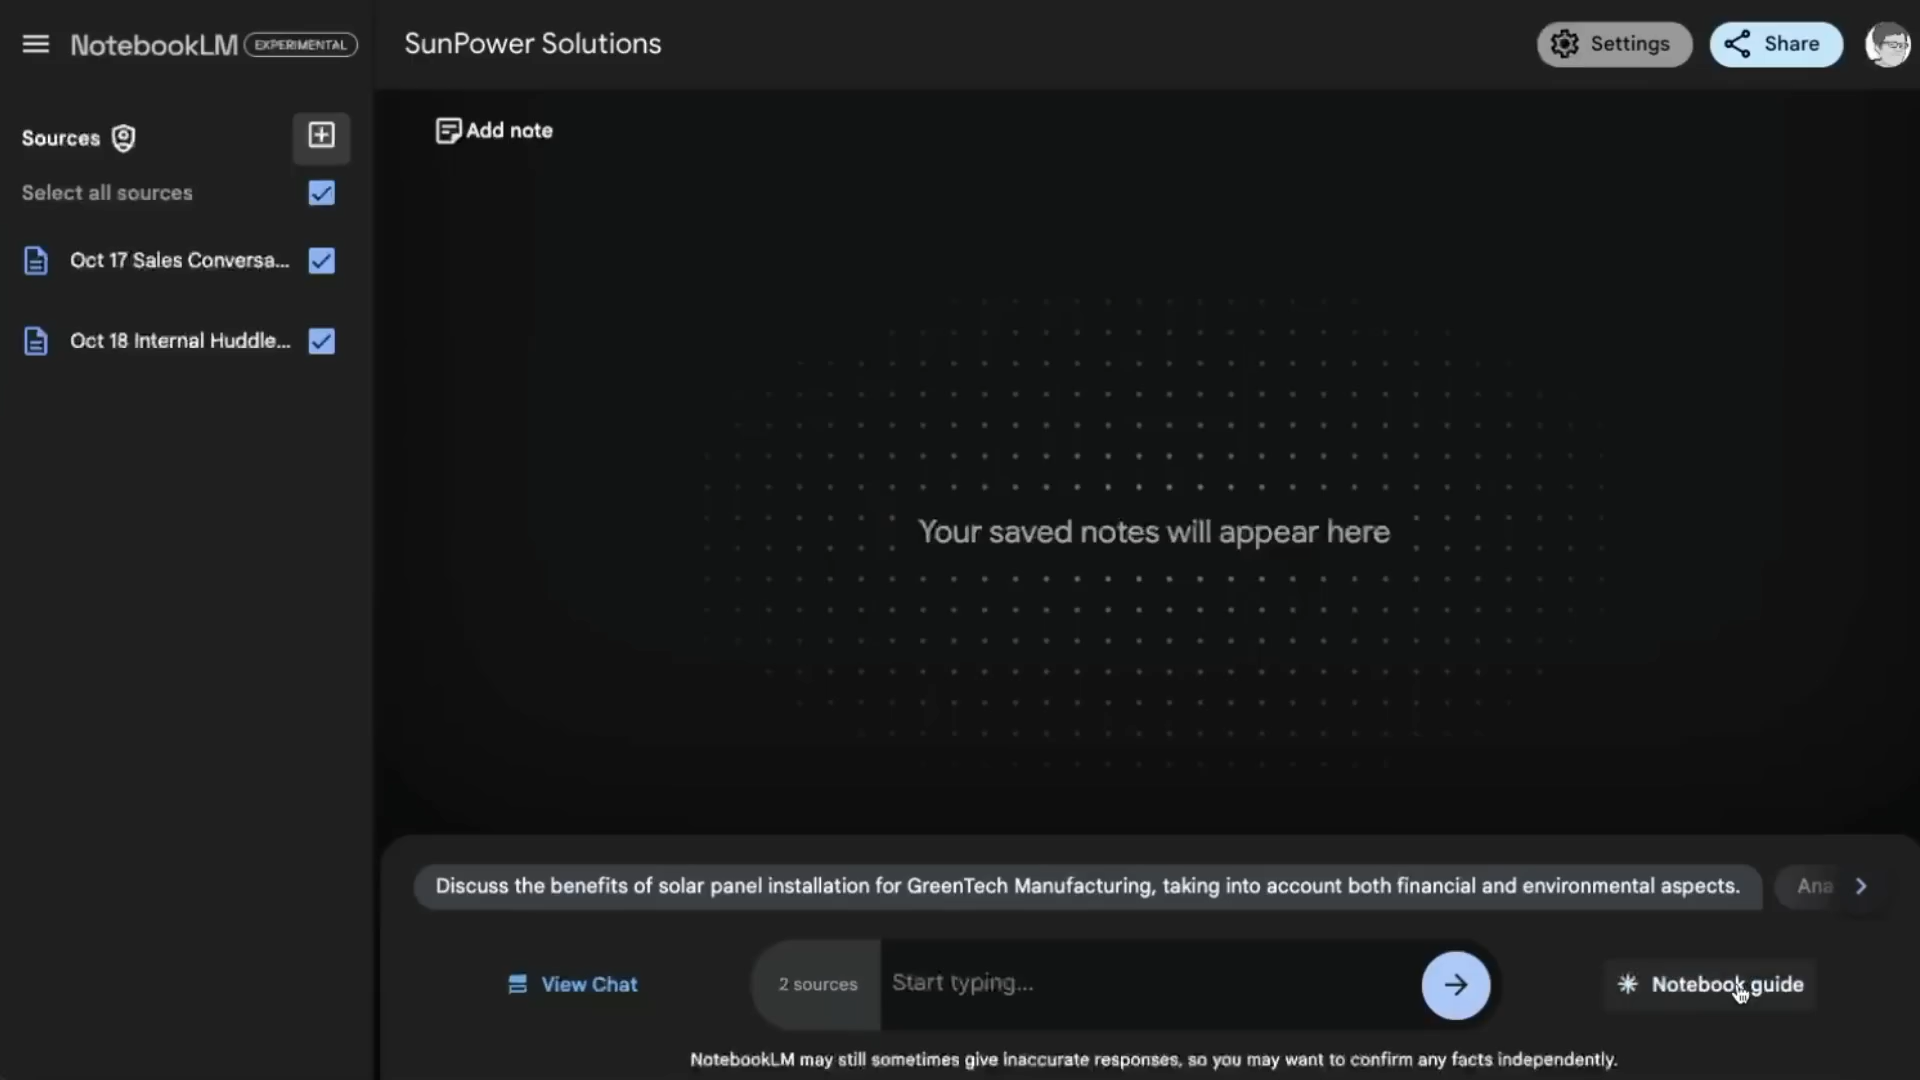 NotebookLM EXPERIMENTAL
SunPower Solutions
Settings
Share
Sources
Add note
Select all sources
Oct 17 Sales Conversa...
Oct 18 Internal Huddle...
Your saved notes will appear here
Discuss the benefits of solar panel installation for GreenTech Manufacturing, taking into account both financial and environmental aspects.
Ana
View Chat
2 sources
Start typing...
Notebook guide
NotebookLM may still sometimes give inaccurate responses, so you may want to confirm any facts independently.